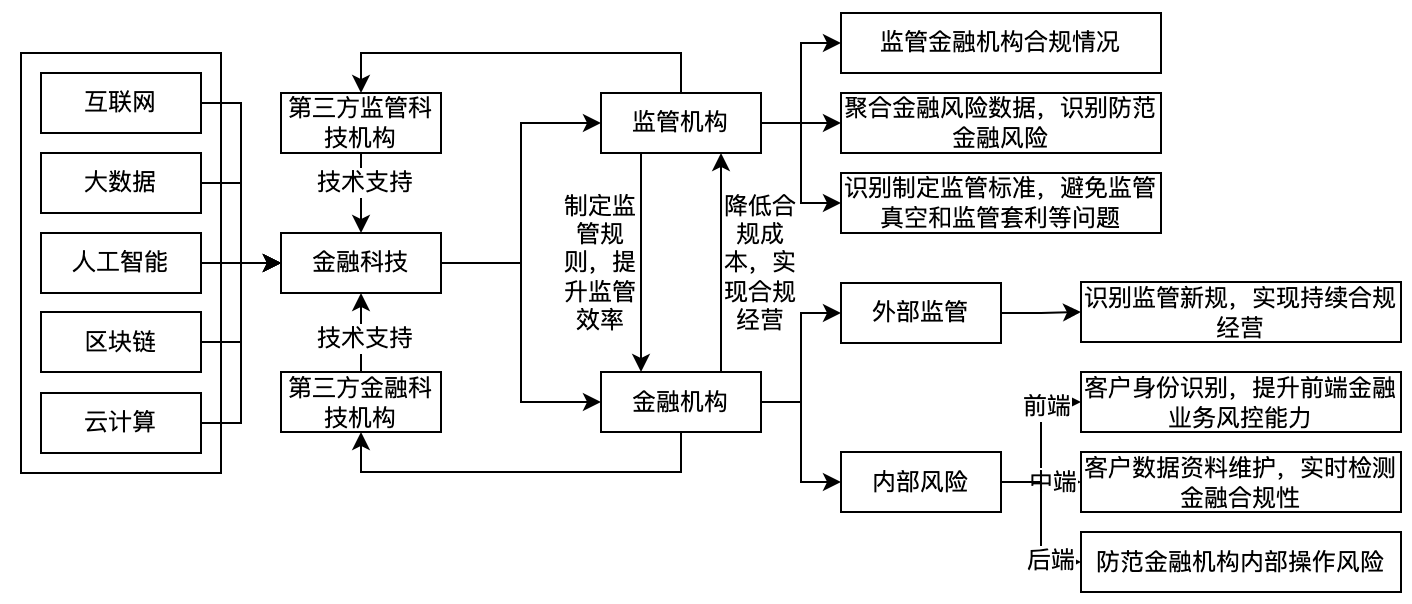 互联网
大数据
人工智能
区块链
云计算
第三方监管科
技机构
技术支持
金融科技
技术支持
第三方金融科
技机构
监管机构
制定监
管规
则，提
升监管
效率
降低合
规成
本，实
现合规
经营
金融机构
监管金融机构合规情况
聚合金融风险数据，识别防范
金融风险
识别制定监管标准，避免监管
真空和监管套利等问题
外部监管
识别监管新规，实现持续合规
经营
内部风险
前端
客户身份识别，提升前端金融
业务风控能力
中端
客户数据资料维护，实时检测
金融合规性
后端
防范金融机构内部操作风险